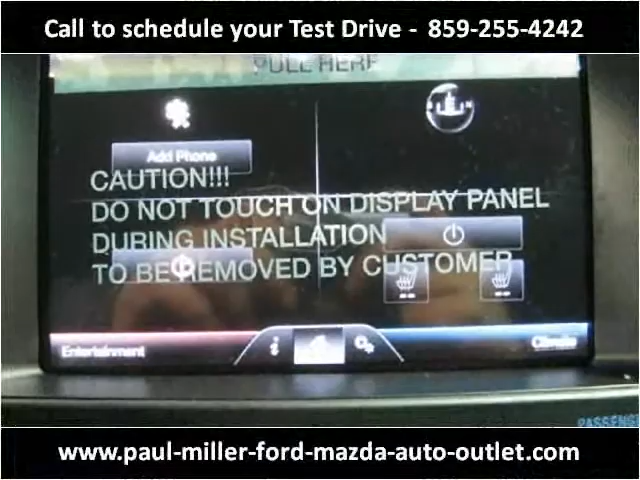 Call to schedule your Test Drive - 859-255-4242
PULL HERE
Add Phone
CAUTION!!!
DO NOT TOUCH ON DISPLAY PANEL
DURING INSTALLATION
TO BE REMOVED BY CUSTOMER
Entertainment
Climate
PASSENG
www.paul-miller-ford-mazda-auto-outlet.com